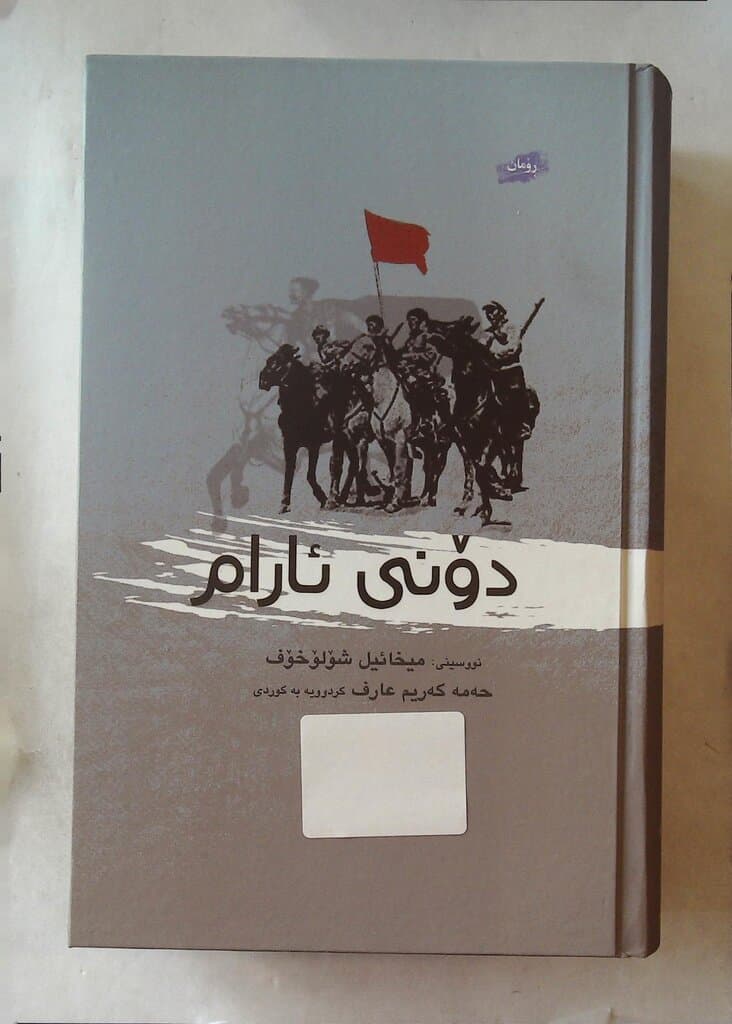 ڕۆمان
دۆنی ئارام
نووسینی: میخائیل شۆلۆخۆف
حەمە کەریم عارف کردوویە بە کوردی